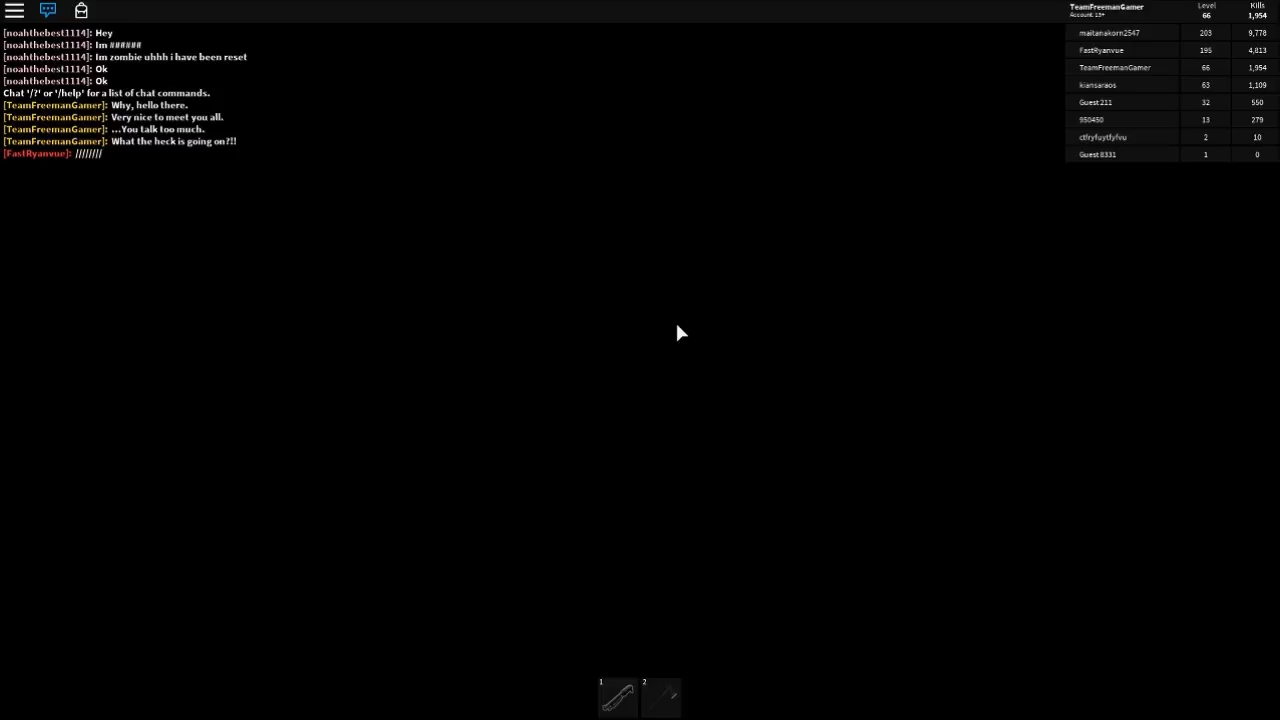 [noahthebest1114]: Hey
[noahthebest1114]: Im ######
[noahthebest1114]: Im zombie uhhh i have been reset
[noahthebest1114]: Ok
[noahthebest1114]: Ok
Chat '/?' or '/help' for a list of chat commands.
[TeamFreemanGamer]: Why, hello there.
[TeamFreemanGamer]: Very nice to meet you all.
[TeamFreemanGamer]: ...You talk too much.
[TeamFreemanGamer]: What the heck is going on?!!
[FastRyanvue]: ////////
TeamFreemanGamer Level Kills
Account: 13+ 66 1,954
maitanakorn2547 203 9,778
FastRyanvue 195 4,813
TeamFreemanGamer 66 1,954
kiansaraos 63 1,109
Guest 211 32 550
950450 13 279
ctfryfuytfyfvu 2 10
Guest 8331 1 0
1 2